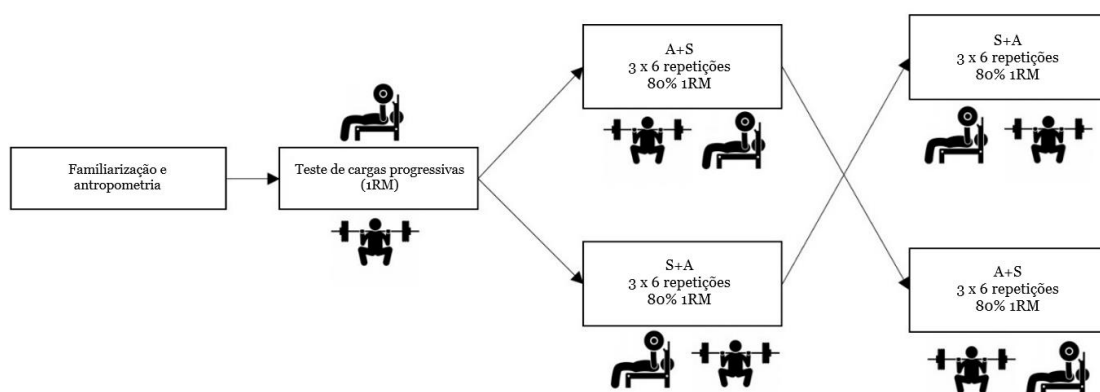 Familiarização e
antropometria
Teste de cargas progressivas
(1RM)
A+S
3 x 6 repetições
80% 1RM
S+A
3 x 6 repetições
80% 1RM
S+A
3 x 6 repetições
80% 1RM
A+S
3 x 6 repetições
80% 1RM